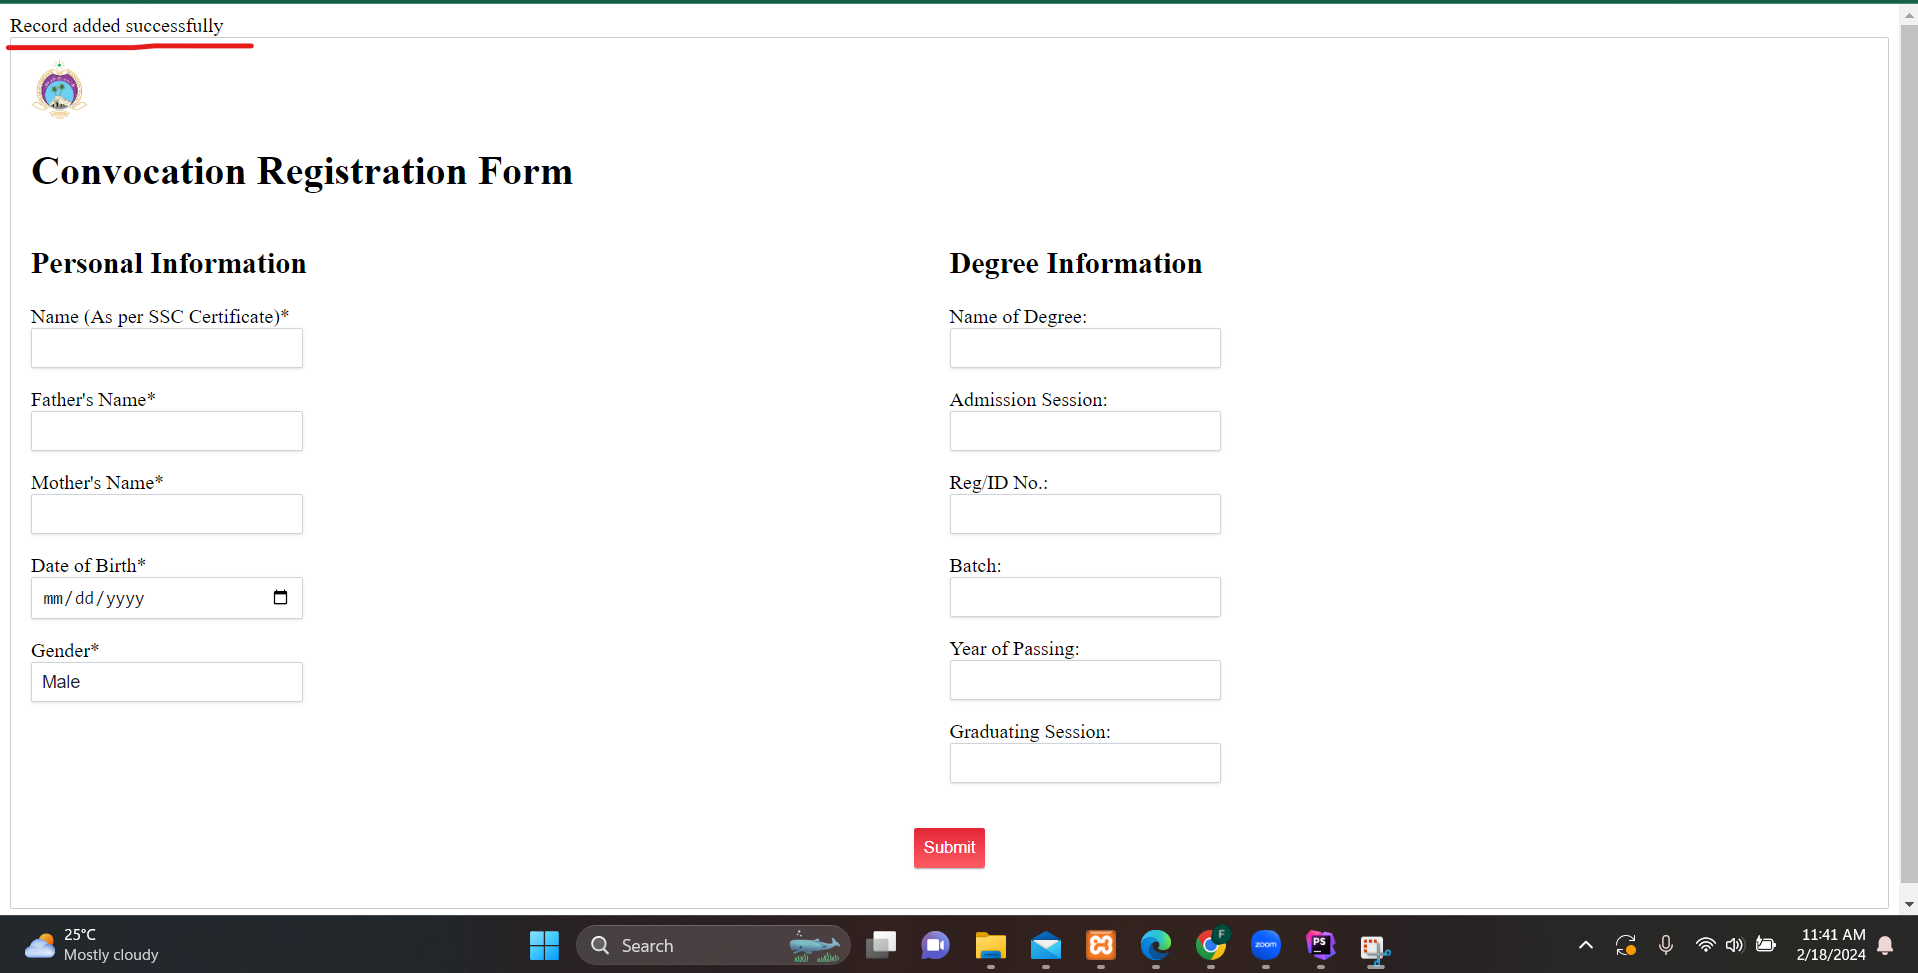 Record added successfully
Convocation Registration Form
Personal Information
Name (As per SSC Certificate)*
Father's Name*
Mother's Name*
Date of Birth*
mm/dd/yyyy
Gender*
Male
Degree Information
Name of Degree:
Admission Session:
Reg/ID No.:
Batch:
Year of Passing:
Graduating Session:
Submit
25°C
Mostly cloudy
Search
F
zoom
PS
11:41 AM
2/18/2024